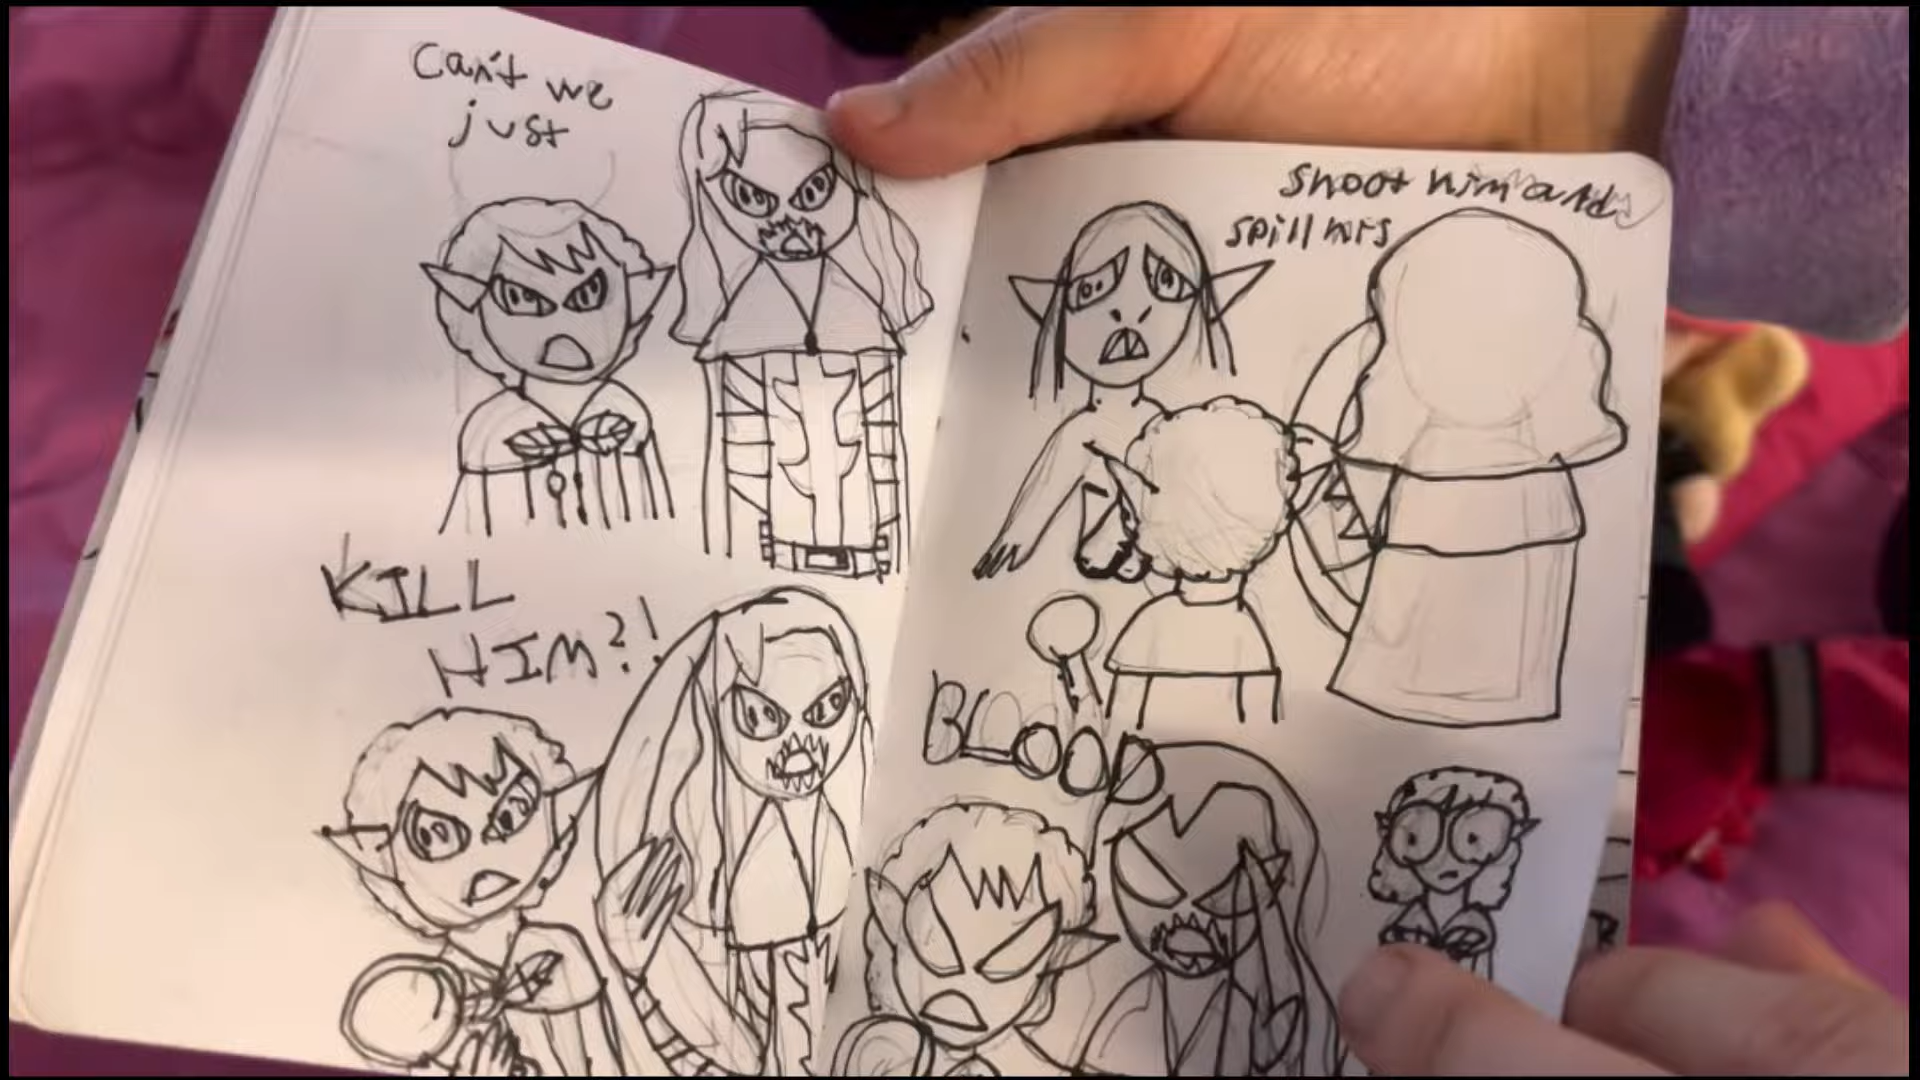 Can't we
just
KILL
HIM?!
Shoot him and
spill his
BLOOD